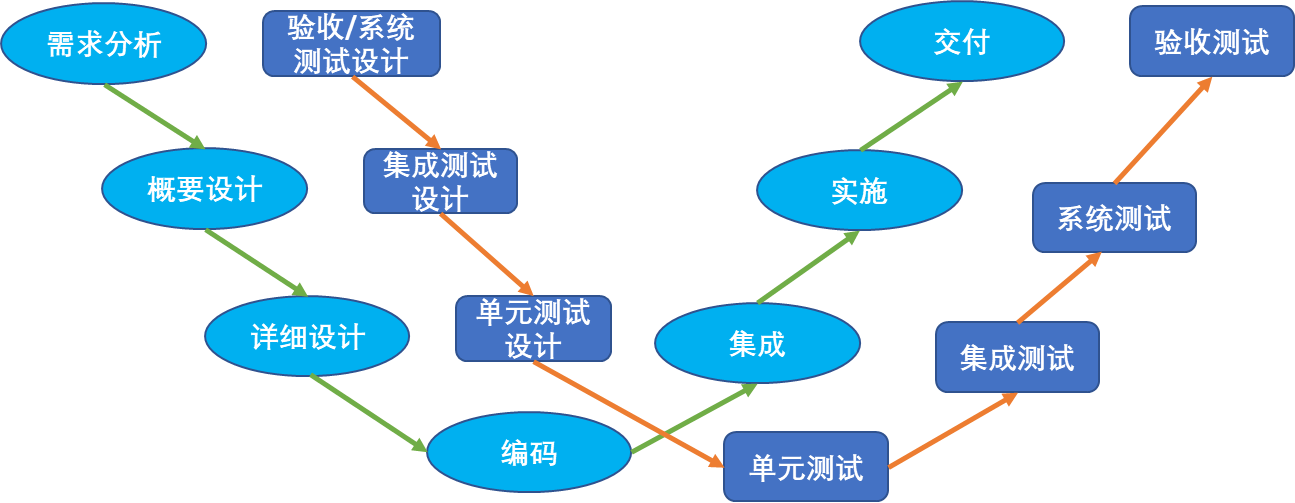 需求分析
验收/系统
测试设计
交付
验收测试
概要设计
集成测试
设计
实施
系统测试
详细设计
单元测试
设计
集成
集成测试
编码
单元测试